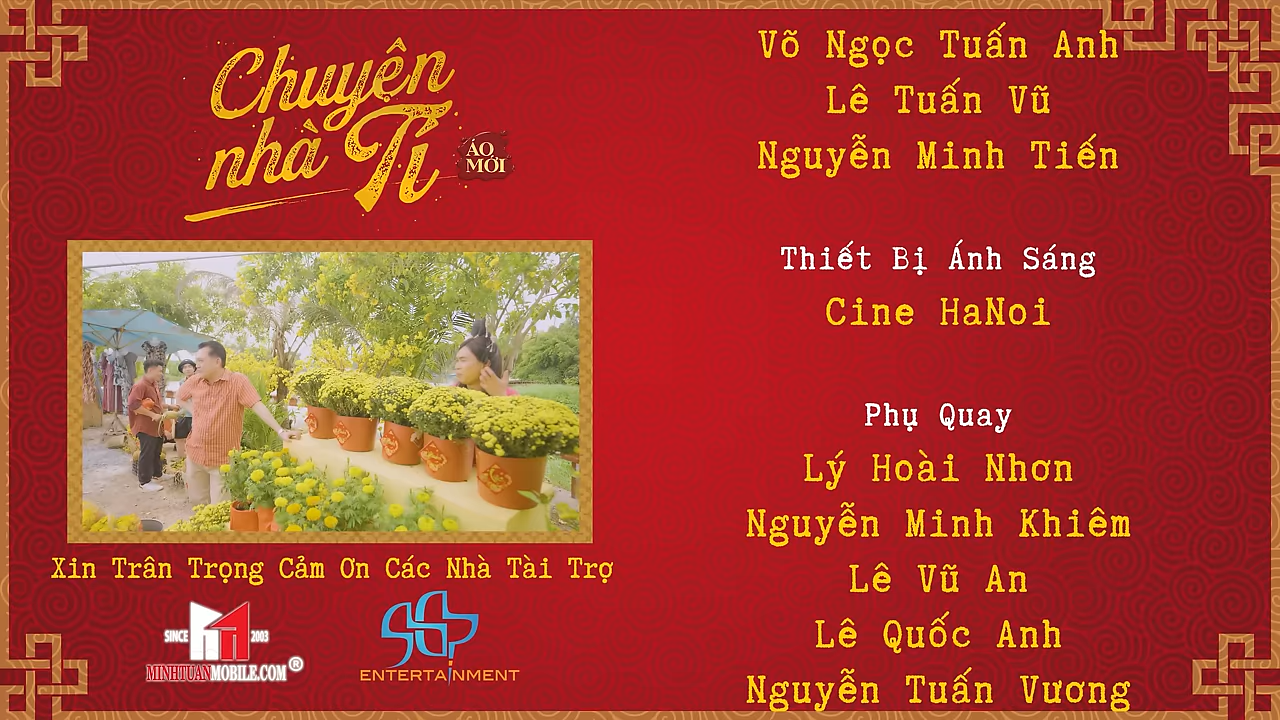 Chuyện
nhà Tí
ÁO
MỚI
Xin Trân Trọng Cảm Ơn Các Nhà Tài Trợ
SINCE 2003
MINHTUANMOBILE.COM®
ENTERTAINMENT
Võ Ngọc Tuấn Anh
Lê Tuấn Vũ
Nguyễn Minh Tiến
Thiết Bị Ánh Sáng
Cine HaNoi
Phụ Quay
Lý Hoài Nhơn
Nguyễn Minh Khiêm
Lê Vũ An
Lê Quốc Anh
Nguyễn Tuấn Vương